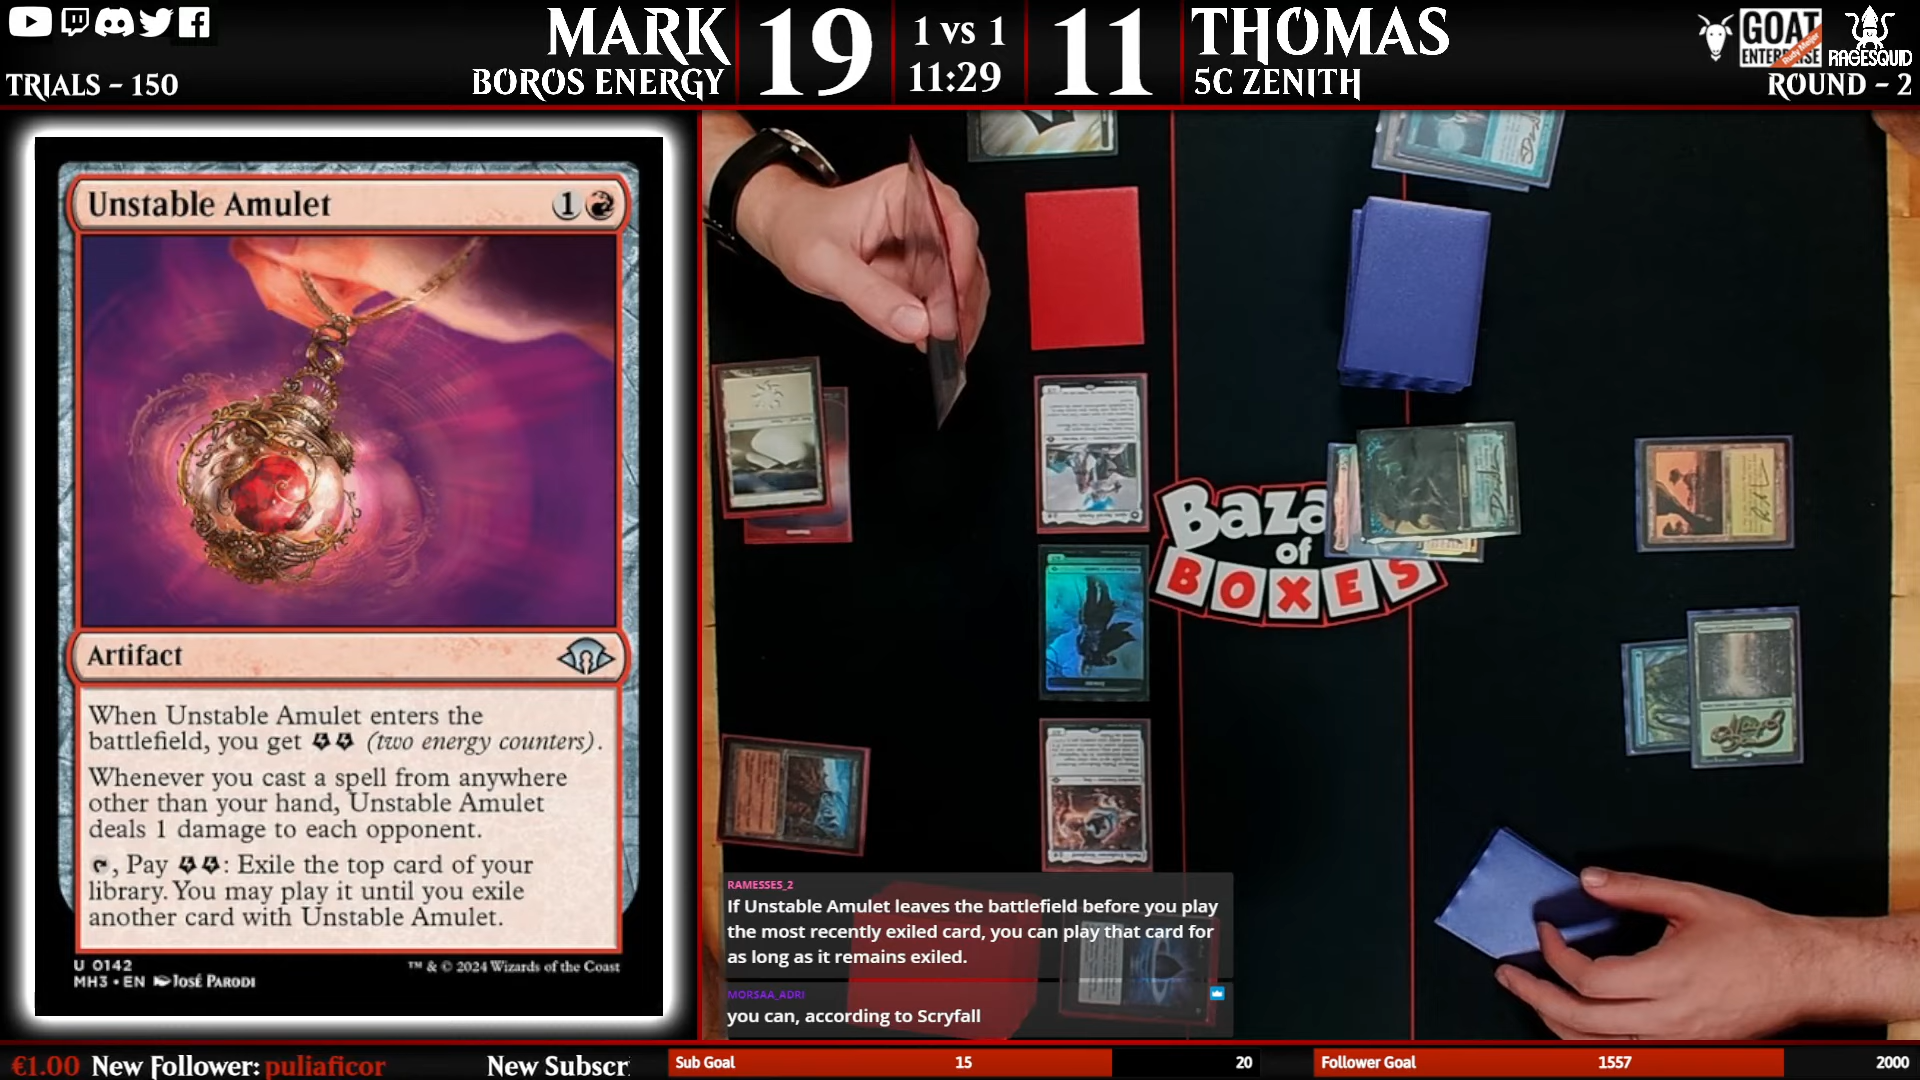 TRIALS – 150
MARK
BOROS ENERGY
19
1 vs 1
11:29
11
THOMAS
5C ZENITH
GOAT
ENTERPRISE
Rudy Meijer
RAGESQUID
ROUND – 2
Unstable Amulet
1
Artifact
When Unstable Amulet enters the
battlefield, you get (two energy counters).
Whenever you cast a spell from anywhere
other than your hand, Unstable Amulet
deals 1 damage to each opponent.
, Pay : Exile the top card of your
library. You may play it until you exile
another card with Unstable Amulet.
U 0142
MH3 • EN JOSÉ PARODI
™ & © 2024 Wizards of the Coast
Baza
of
BOXES
RAMESSES_2
If Unstable Amulet leaves the battlefield before you play
the most recently exiled card, you can play that card for
as long as it remains exiled.
MORSAA_ADRI
you can, according to Scryfall
€1.00 New Follower: puliaficor
New Subscr
Sub Goal 15 20
Follower Goal 1557 2000